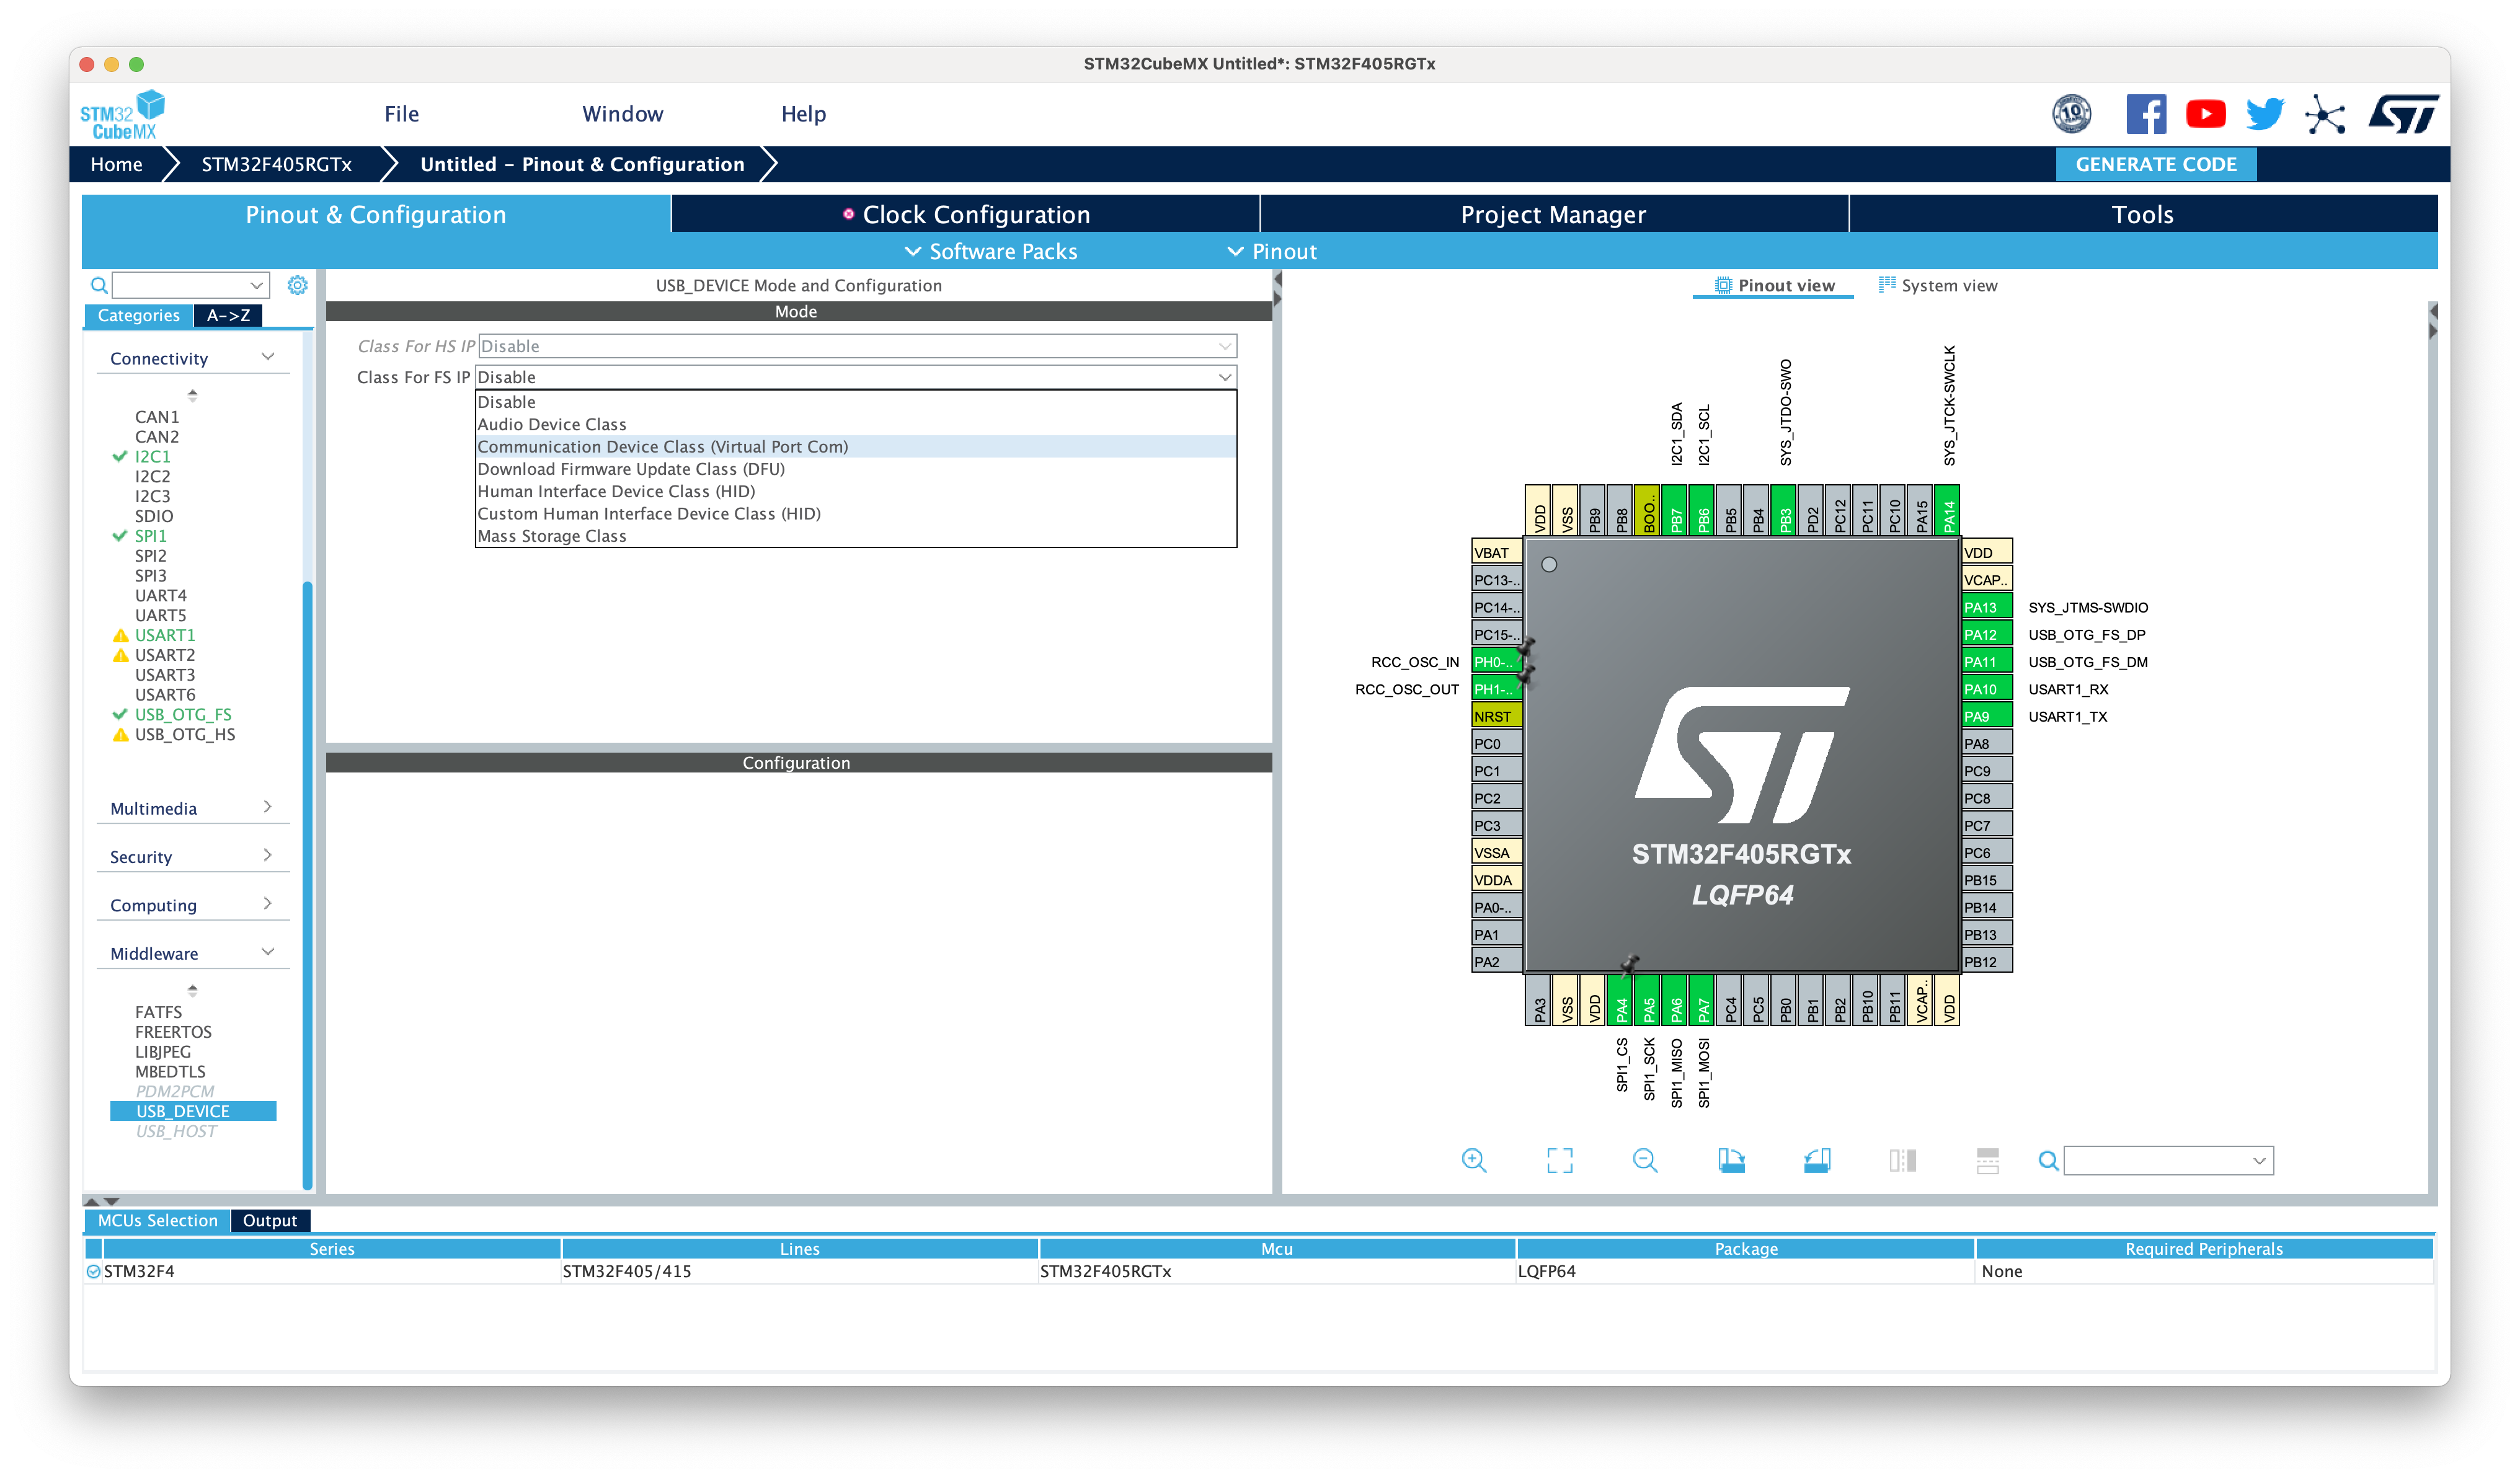 STM32CubeMX Untitled*: STM32F405RGTx
STM32
CubeMX
File
Window
Help
10
Home
STM32F405RGTx
Untitled - Pinout & Configuration
GENERATE CODE
Pinout & Configuration
Clock Configuration
Project Manager
Tools
Software Packs
Pinout
Categories
A->Z
Connectivity
CAN1
CAN2
I2C1
I2C2
I2C3
SDIO
SPI1
SPI2
SPI3
UART4
UART5
USART1
USART2
USART3
USART6
USB_OTG_FS
USB_OTG_HS
Multimedia
Security
Computing
Middleware
FATFS
FREERTOS
LIBJPEG
MBEDTLS
PDM2PCM
USB_DEVICE
USB_HOST
USB_DEVICE Mode and Configuration
Mode
Class For HS IP Disable
Class For FS IP Disable
Disable
Audio Device Class
Communication Device Class (Virtual Port Com)
Download Firmware Update Class (DFU)
Human Interface Device Class (HID)
Custom Human Interface Device Class (HID)
Mass Storage Class
Configuration
Pinout view
System view
I2C1_SDA
I2C1_SCL
SYS_JTDO-SWO
SYS_JTCK-SWCLK
VDD
VSS
PB9
PB8
BOO..
PB7
PB6
PB5
PB4
PB3
PD2
PC12
PC11
PC10
PA15
PA14
VBAT
PC13-..
PC14-..
PC15-..
RCC_OSC_IN
PH0-..
RCC_OSC_OUT
PH1-..
NRST
PC0
PC1
PC2
PC3
VSSA
VDDA
PA0-..
PA1
PA2
ST
STM32F405RGTx
LQFP64
VDD
VCAP..
PA13
SYS_JTMS-SWDIO
PA12
USB_OTG_FS_DP
PA11
USB_OTG_FS_DM
PA10
USART1_RX
PA9
USART1_TX
PA8
PC9
PC8
PC7
PC6
PB15
PB14
PB13
PB12
PA3
VSS
VDD
PA4
PA5
PA6
PA7
PC4
PC5
PB0
PB1
PB2
PB10
PB11
VCAP..
VDD
SPI1_CS
SPI1_SCK
SPI1_MISO
SPI1_MOSI
MCUs Selection
Output
Series
Lines
Mcu
Package
Required Peripherals
STM32F4
STM32F405/415
STM32F405RGTx
LQFP64
None